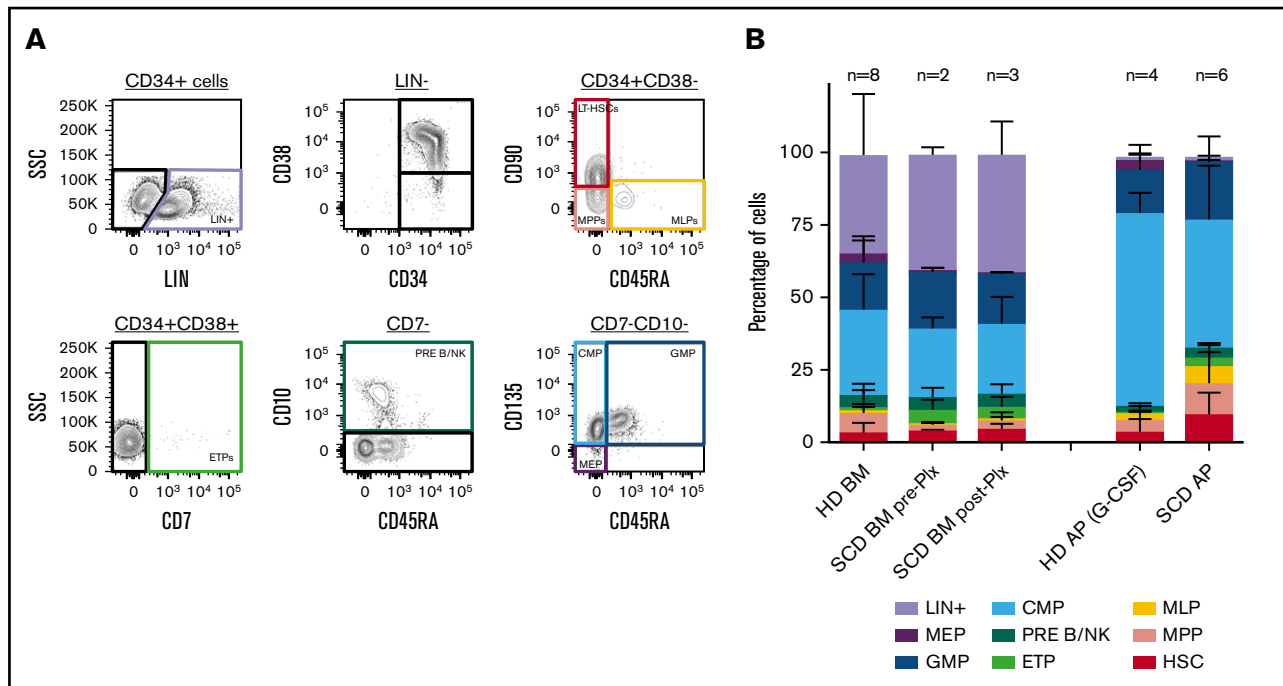 A
CD34+ cells
250K
200K
150K
100K
50K
0
SSC
LIN+
0 10³ 10⁴ 10⁵
LIN
LIN-
10⁵
10⁴
10³
0
CD38
0 10³ 10⁴ 10⁵
CD34
CD34+CD38-
10⁵
10⁴
10³
0
CD90
LT-HSCs
MPPs
MLPs
0 10³ 10⁴ 10⁵
CD45RA
CD34+CD38+
250K
200K
150K
100K
50K
0
SSC
ETPs
0 10³ 10⁴ 10⁵
CD7
CD7-
10⁵
10⁴
10³
0
CD10
PRE B/NK
0 10³ 10⁴ 10⁵
CD45RA
CD7-CD10-
10⁵
10⁴
10³
0
CD135
CMP
GMP
MEP
0 10³ 10⁴ 10⁵
CD45RA
B
n=8 n=2 n=3 n=4 n=6
100
75
50
25
0
Percentage of cells
HD BM
SCD BM pre-Plx
SCD BM post-Plx
HD AP (G-CSF)
SCD AP
LIN+ CMP MLP
MEP PRE B/NK MPP
GMP ETP HSC